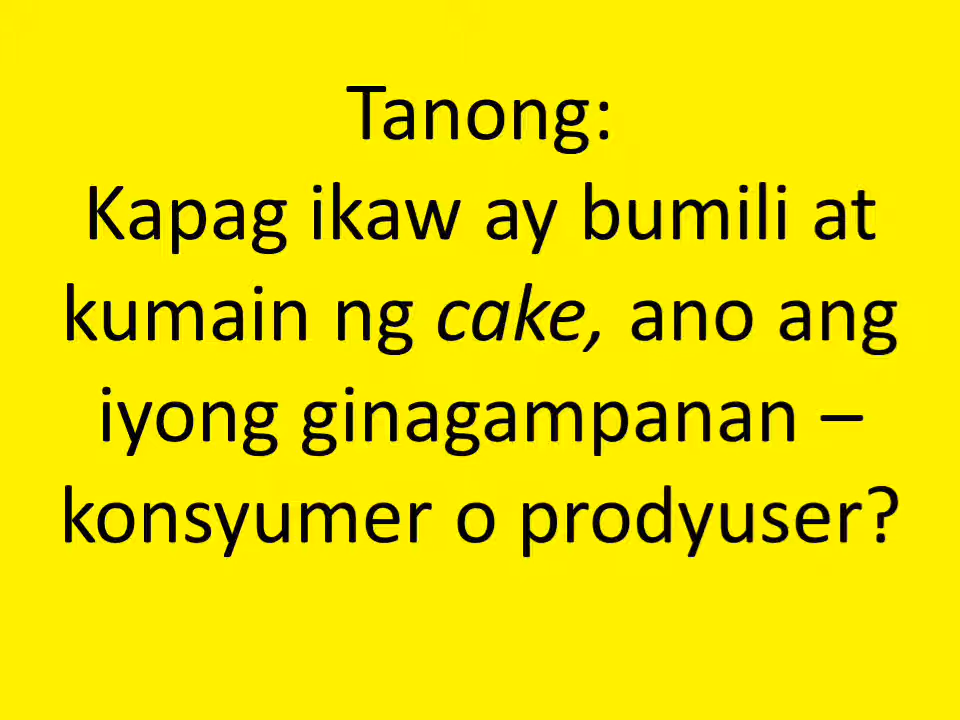 Tanong:
Kapag ikaw ay bumili at
kumain ng cake, ano ang
iyong ginagampanan –
konsyumer o prodyuser?